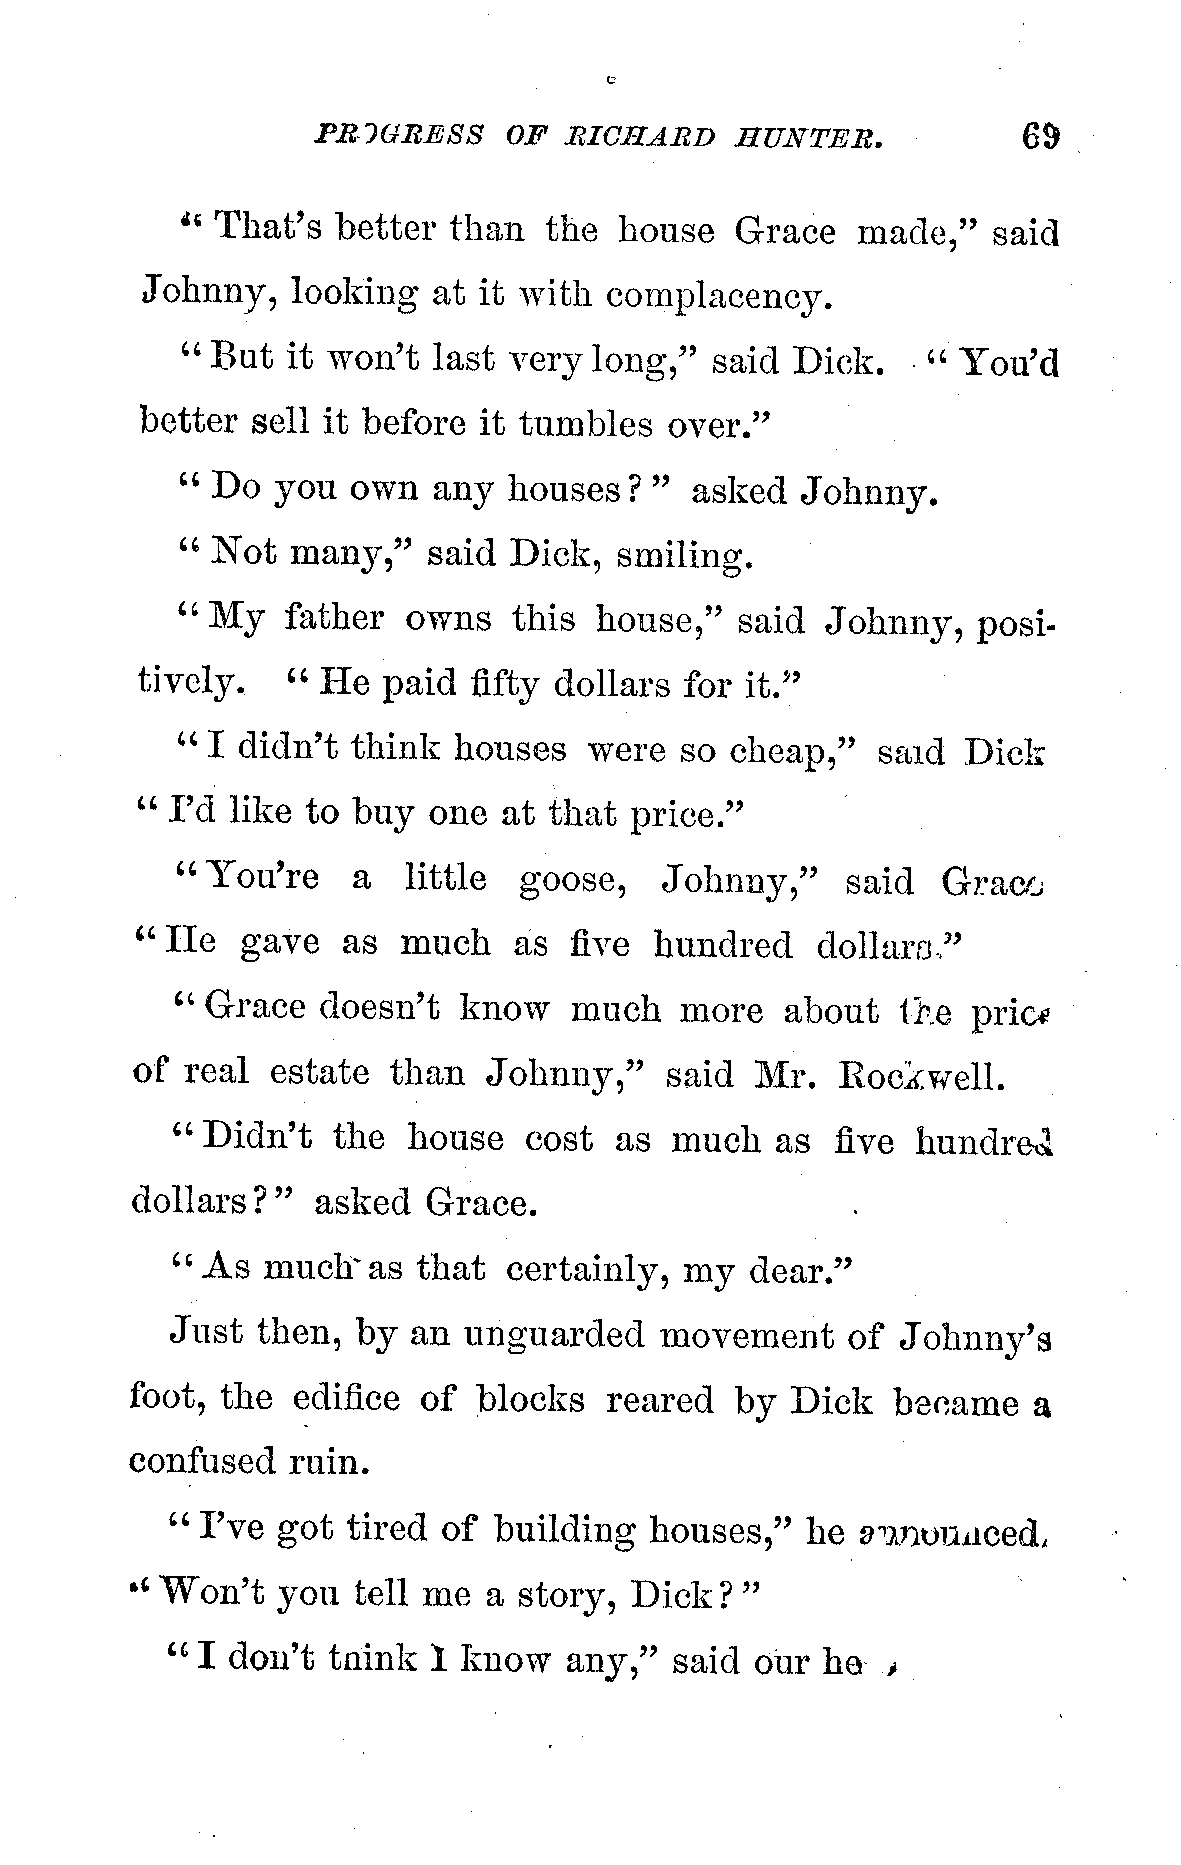 PROGRESS OF RICHARD HUNTER. 69
" That's better than the house Grace made," said
Johnny, looking at it with complacency.
" But it won't last very long," said Dick. " You'd
better sell it before it tumbles over."
" Do you own any houses? " asked Johnny.
" Not many," said Dick, smiling.
" My father owns this house," said Johnny, posi-
tively. " He paid fifty dollars for it."
" I didn't think houses were so cheap," said Dick
" I'd like to buy one at that price."
" You're a little goose, Johnny," said Grace
" He gave as much as five hundred dollars."
" Grace doesn't know much more about the price
of real estate than Johnny," said Mr. Rockwell.
" Didn't the house cost as much as five hundred
dollars? " asked Grace.
" As much as that certainly, my dear."
Just then, by an unguarded movement of Johnny's
foot, the edifice of blocks reared by Dick became a
confused ruin.
" I've got tired of building houses," he announced.
" Won't you tell me a story, Dick? "
" I don't think I know any," said our